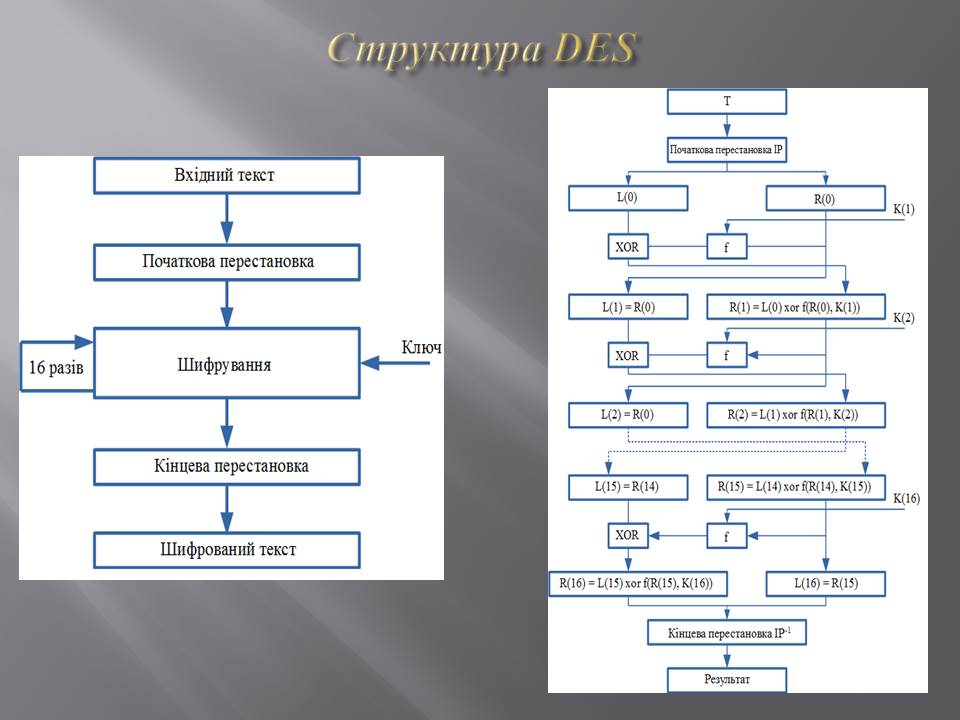 Структура DES
Вхідний текст
Початкова перестановка
Шифрування
16 разів
Ключ
Кінцева перестановка
Шифрований текст
T
Початкова перестановка IP
L(0)
R(0)
K(1)
XOR
f
L(1) = R(0)
R(1) = L(0) xor f(R(0), K(1))
K(2)
XOR
f
L(2) = R(0)
R(2) = L(1) xor f(R(1), K(2))
L(15) = R(14)
R(15) = L(14) xor f(R(14), K(15))
K(16)
XOR
f
R(16) = L(15) xor f(R(15), K(16))
L(16) = R(15)
Кінцева перестановка IP-1
Результат